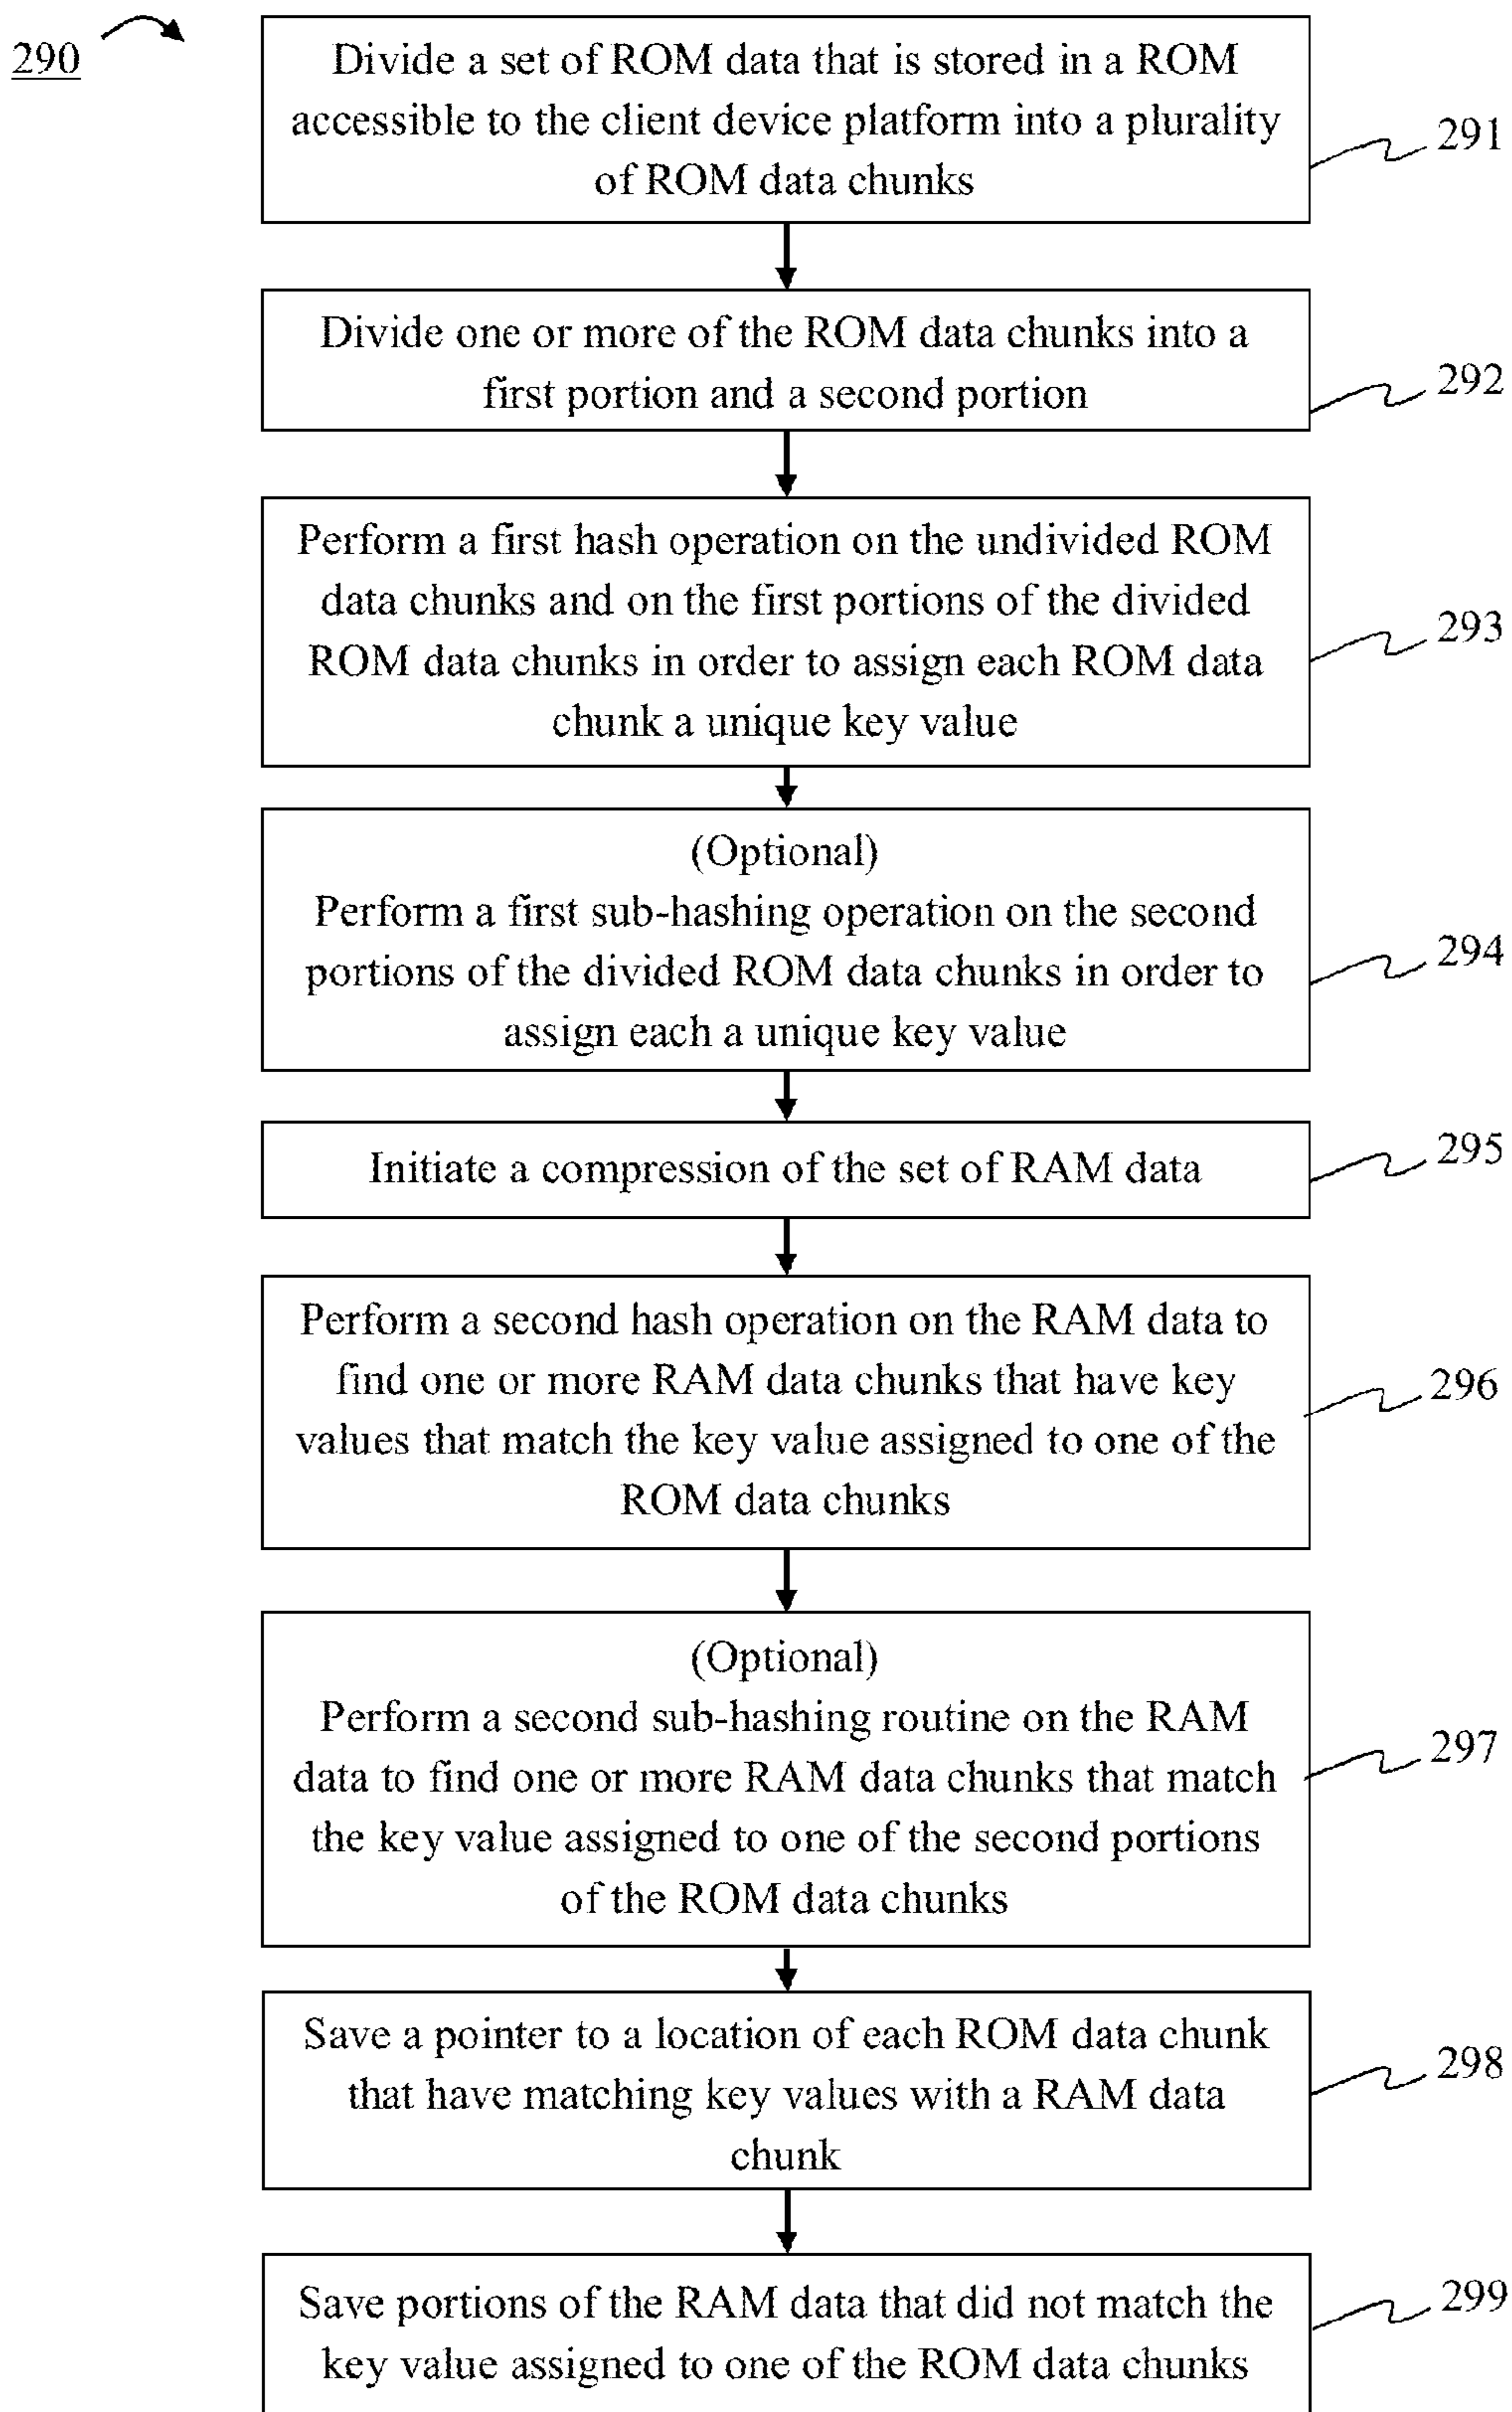 290
Divide a set of ROM data that is stored in a ROM
accessible to the client device platform into a plurality
of ROM data chunks
291
Divide one or more of the ROM data chunks into a
first portion and a second portion
292
Perform a first hash operation on the undivided ROM
data chunks and on the first portions of the divided
ROM data chunks in order to assign each ROM data
chunk a unique key value
293
(Optional)
Perform a first sub-hashing operation on the second
portions of the divided ROM data chunks in order to
assign each a unique key value
294
Initiate a compression of the set of RAM data
295
Perform a second hash operation on the RAM data to
find one or more RAM data chunks that have key
values that match the key value assigned to one of the
ROM data chunks
296
(Optional)
Perform a second sub-hashing routine on the RAM
data to find one or more RAM data chunks that match
the key value assigned to one of the second portions
of the ROM data chunks
297
Save a pointer to a location of each ROM data chunk
that have matching key values with a RAM data
chunk
298
Save portions of the RAM data that did not match the
key value assigned to one of the ROM data chunks
299